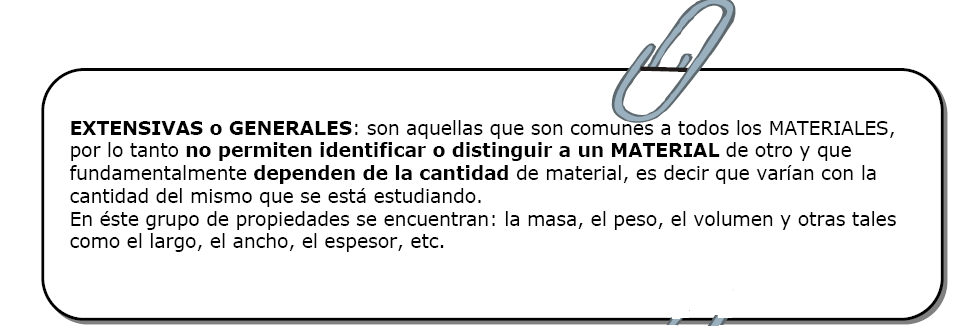 EXTENSIVAS o GENERALES: son aquellas que son comunes a todos los MATERIALES,
por lo tanto no permiten identificar o distinguir a un MATERIAL de otro y que
fundamentalmente dependen de la cantidad de material, es decir que varían con la
cantidad del mismo que se está estudiando.
En éste grupo de propiedades se encuentran: la masa, el peso, el volumen y otras tales
como el largo, el ancho, el espesor, etc.